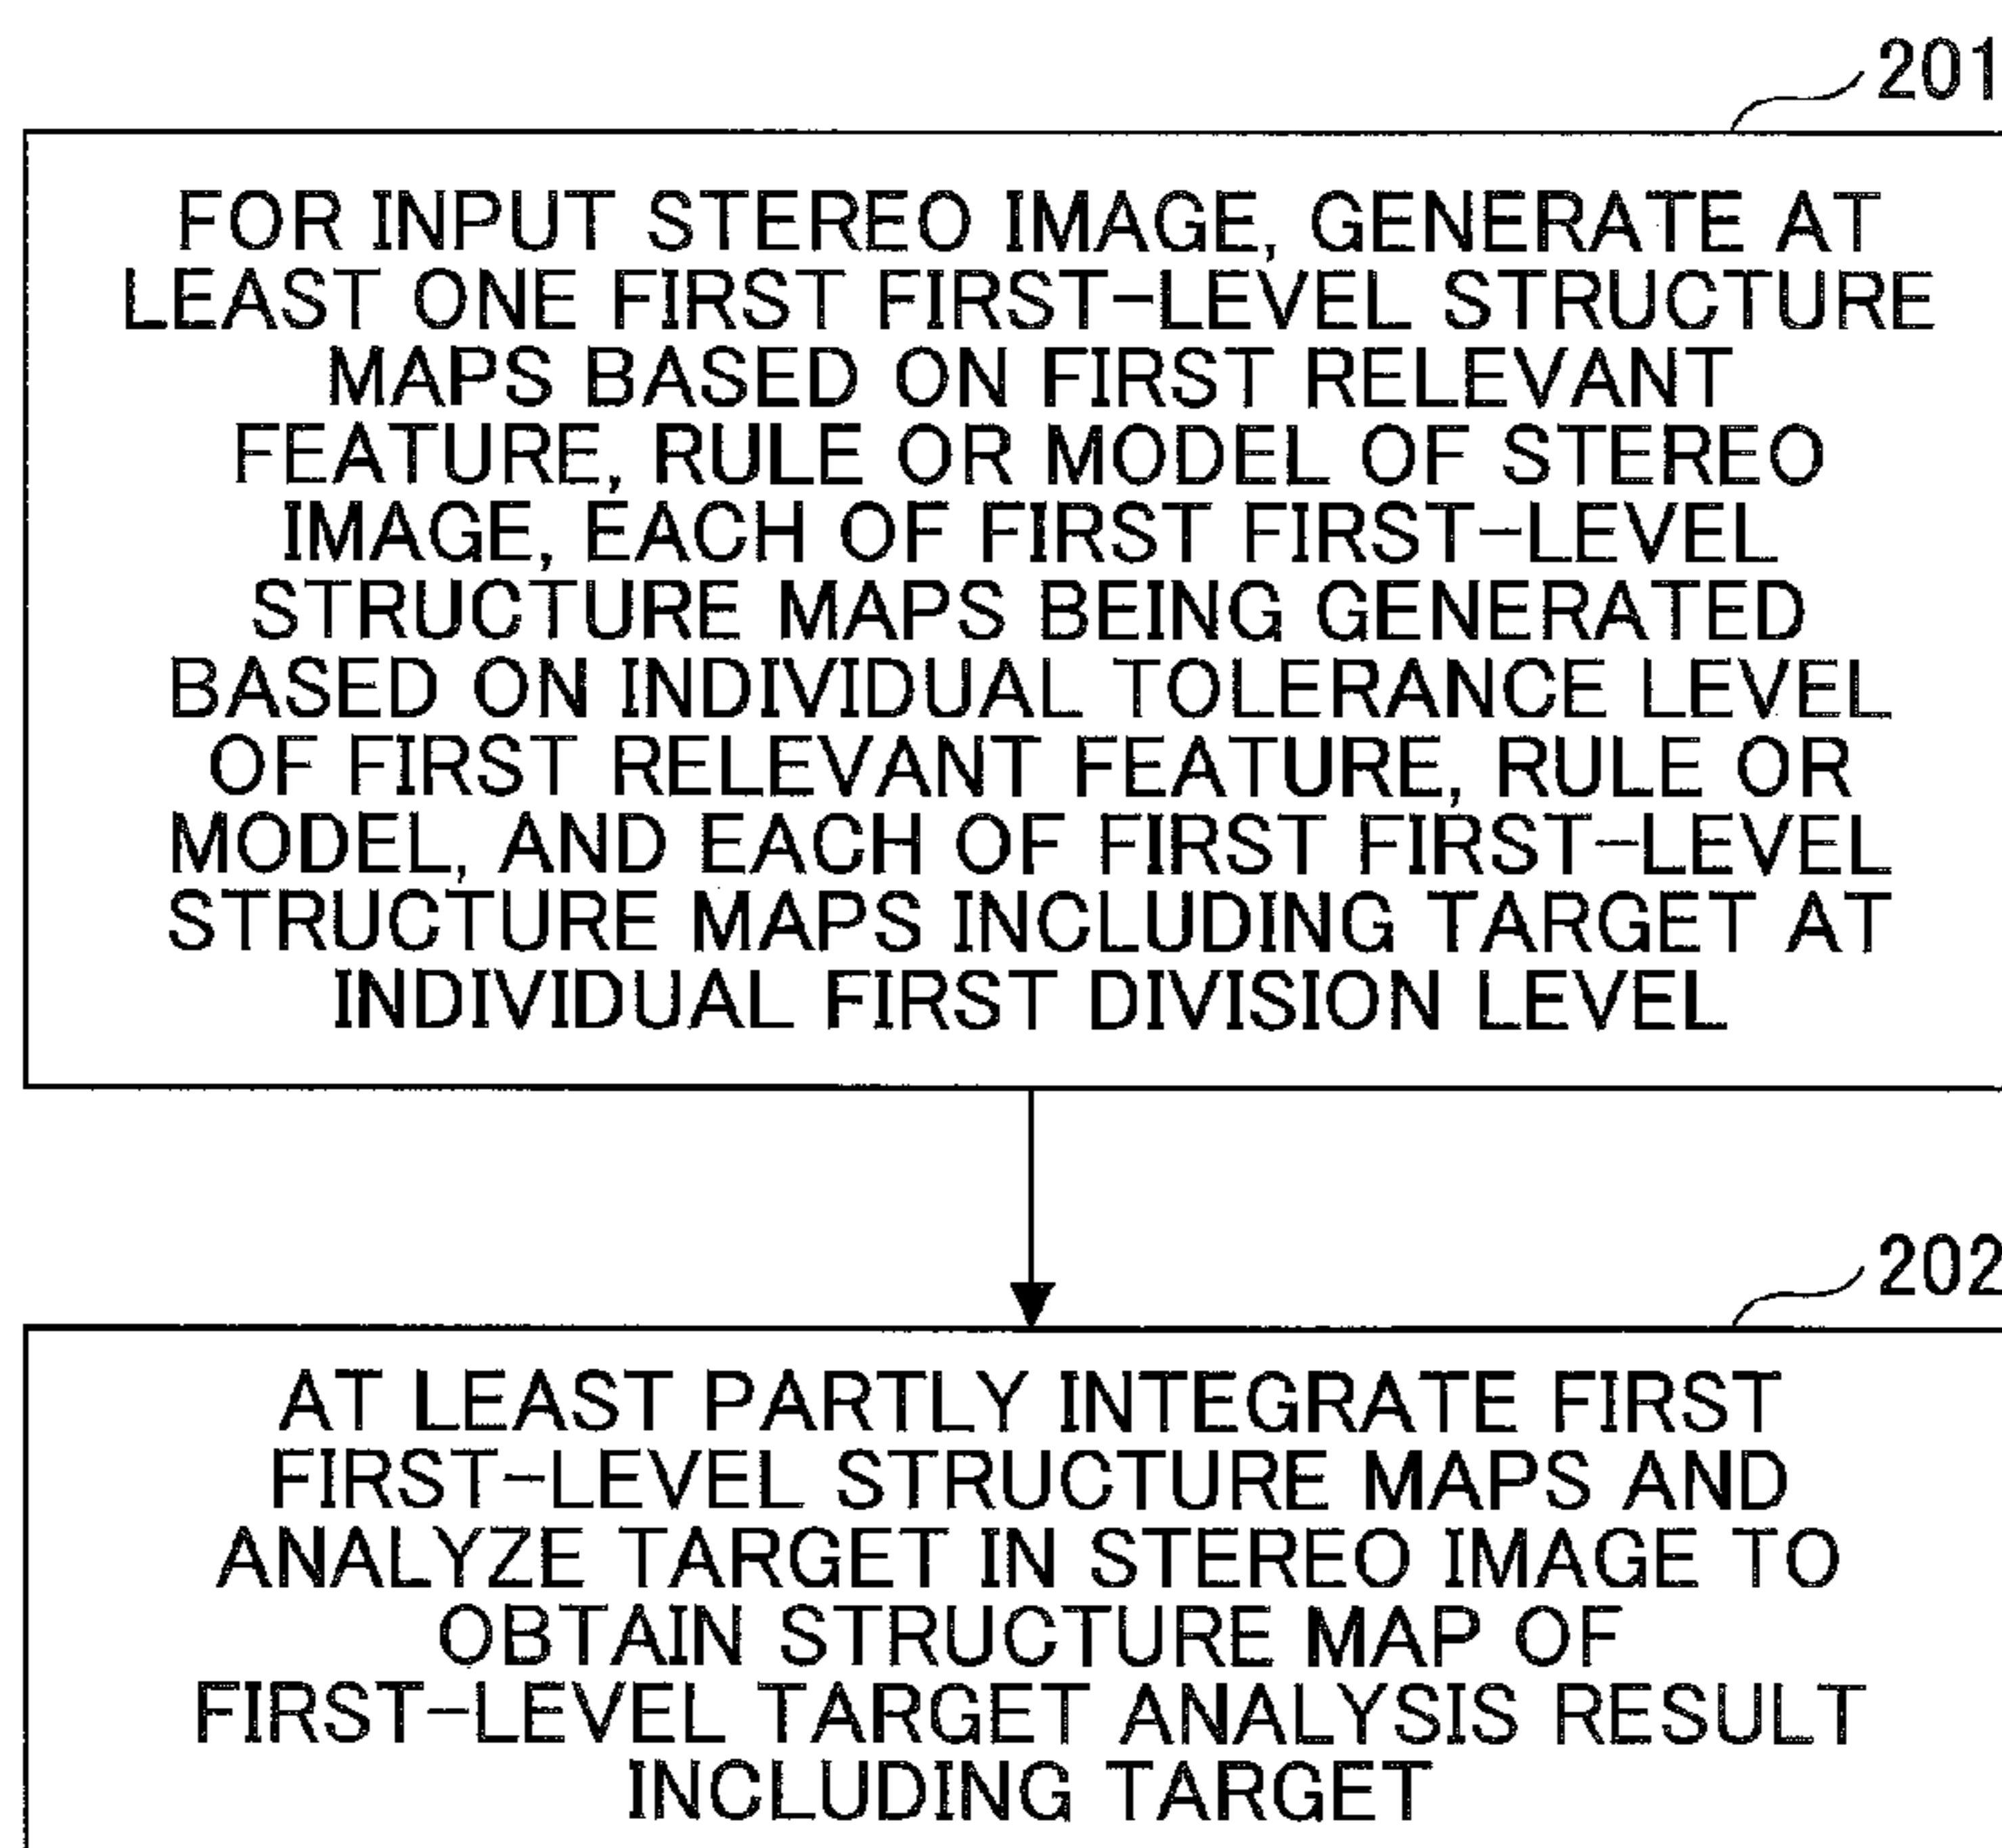 201
FOR INPUT STEREO IMAGE, GENERATE AT
LEAST ONE FIRST FIRST-LEVEL STRUCTURE
MAPS BASED ON FIRST RELEVANT
FEATURE, RULE OR MODEL OF STEREO
IMAGE, EACH OF FIRST FIRST-LEVEL
STRUCTURE MAPS BEING GENERATED
BASED ON INDIVIDUAL TOLERANCE LEVEL
OF FIRST RELEVANT FEATURE, RULE OR
MODEL, AND EACH OF FIRST FIRST-LEVEL
STRUCTURE MAPS INCLUDING TARGET AT
INDIVIDUAL FIRST DIVISION LEVEL
202
AT LEAST PARTLY INTEGRATE FIRST
FIRST-LEVEL STRUCTURE MAPS AND
ANALYZE TARGET IN STEREO IMAGE TO
OBTAIN STRUCTURE MAP OF
FIRST-LEVEL TARGET ANALYSIS RESULT
INCLUDING TARGET